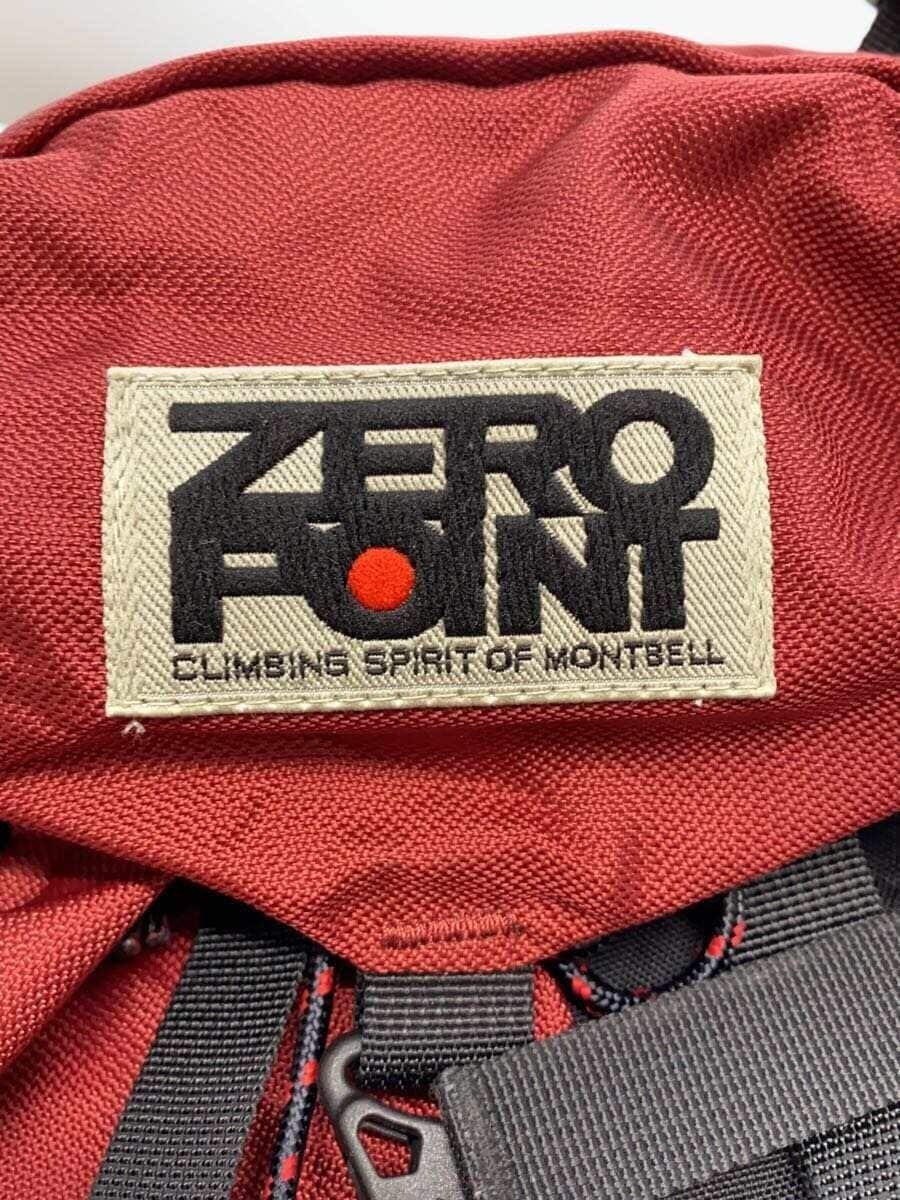 ZERO
POINT
CLIMBING SPIRIT OF MONTBELL